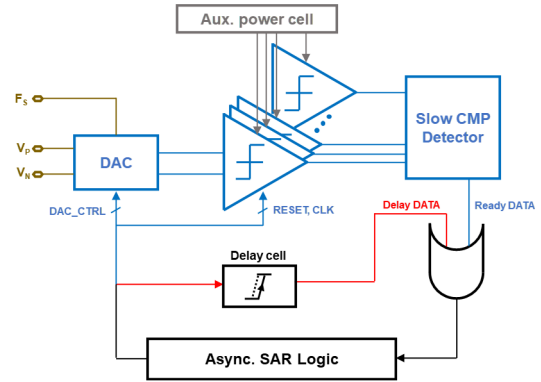 Aux. power cell
Fs
Slow CMP
Detector
VP
DAC
VN
DAC_CTRL
RESET, CLK
Delay DATA
Ready DATA
Delay cell
Async. SAR Logic